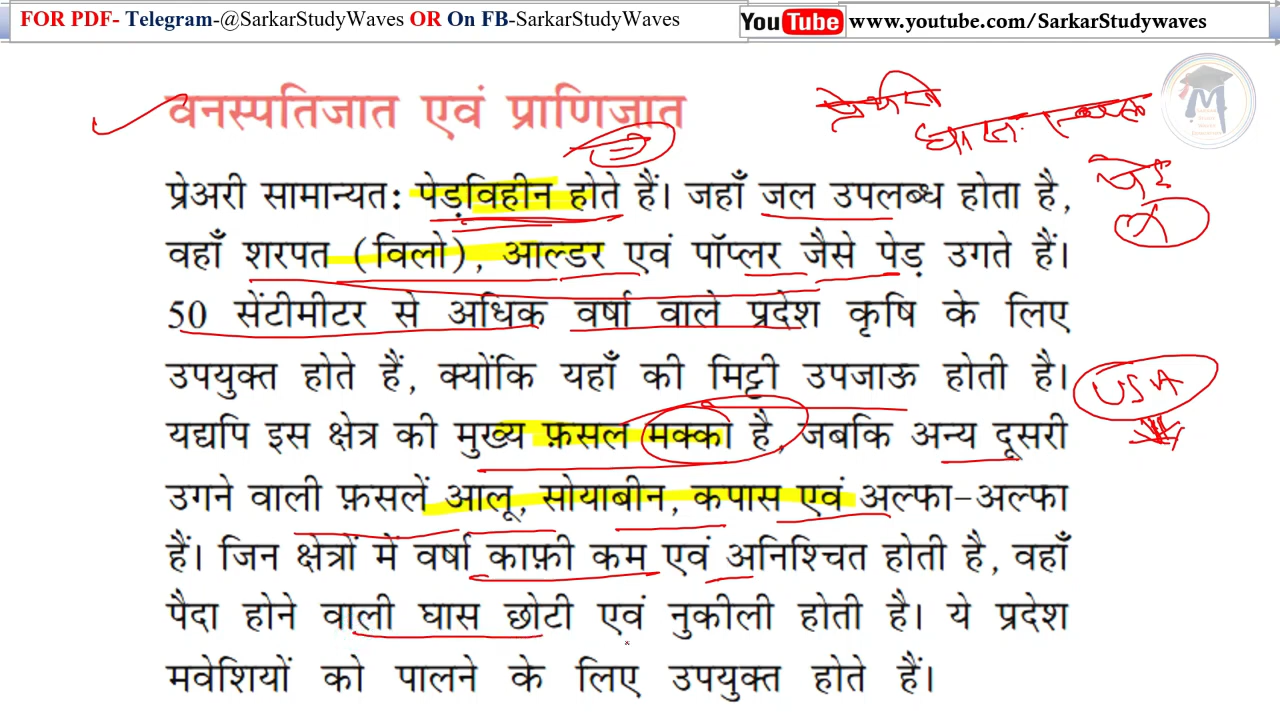 FOR PDF- Telegram-@SarkarStudyWaves OR On FB-SarkarStudyWaves
YouTube www.youtube.com/SarkarStudywaves
वनस्पतिजात एवं प्राणिजात
प्रेअरी सामान्यतः पेड़विहीन होते हैं। जहाँ जल उपलब्ध होता है,
वहाँ शरपत (विलो), आल्डर एवं पॉप्लर जैसे पेड़ उगते हैं।
50 सेंटीमीटर से अधिक वर्षा वाले प्रदेश कृषि के लिए
उपयुक्त होते हैं, क्योंकि यहाँ की मिट्टी उपजाऊ होती है।
USA
यद्यपि इस क्षेत्र की मुख्य फ़सल मक्का है, जबकि अन्य दूसरी
उगने वाली फ़सलें आलू, सोयाबीन, कपास एवं अल्फा-अल्फा
हैं। जिन क्षेत्रों में वर्षा काफ़ी कम एवं अनिश्चित होती है, वहाँ
पैदा होने वाली घास छोटी एवं नुकीली होती है। ये प्रदेश
मवेशियों को पालने के लिए उपयुक्त होते हैं।